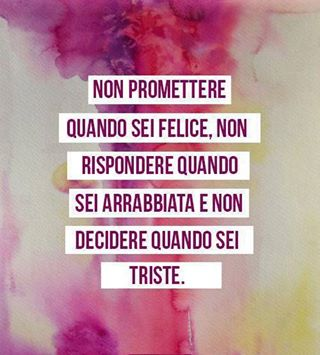 NON PROMETTERE
QUANDO SEI FELICE, NON
RISPONDERE QUANDO
SEI ARRABBIATA E NON
DECIDERE QUANDO SEI
TRISTE.